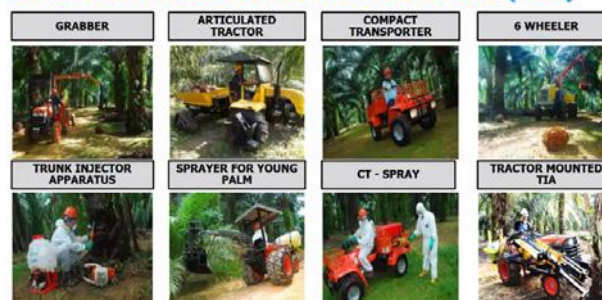 GRABBER
ARTICULATED
TRACTOR
COMPACT
TRANSPORTER
6 WHEELER
TRUNK INJECTOR
APPARATUS
SPRAYER FOR YOUNG
PALM
CT - SPRAY
TRACTOR MOUNTED
TIA